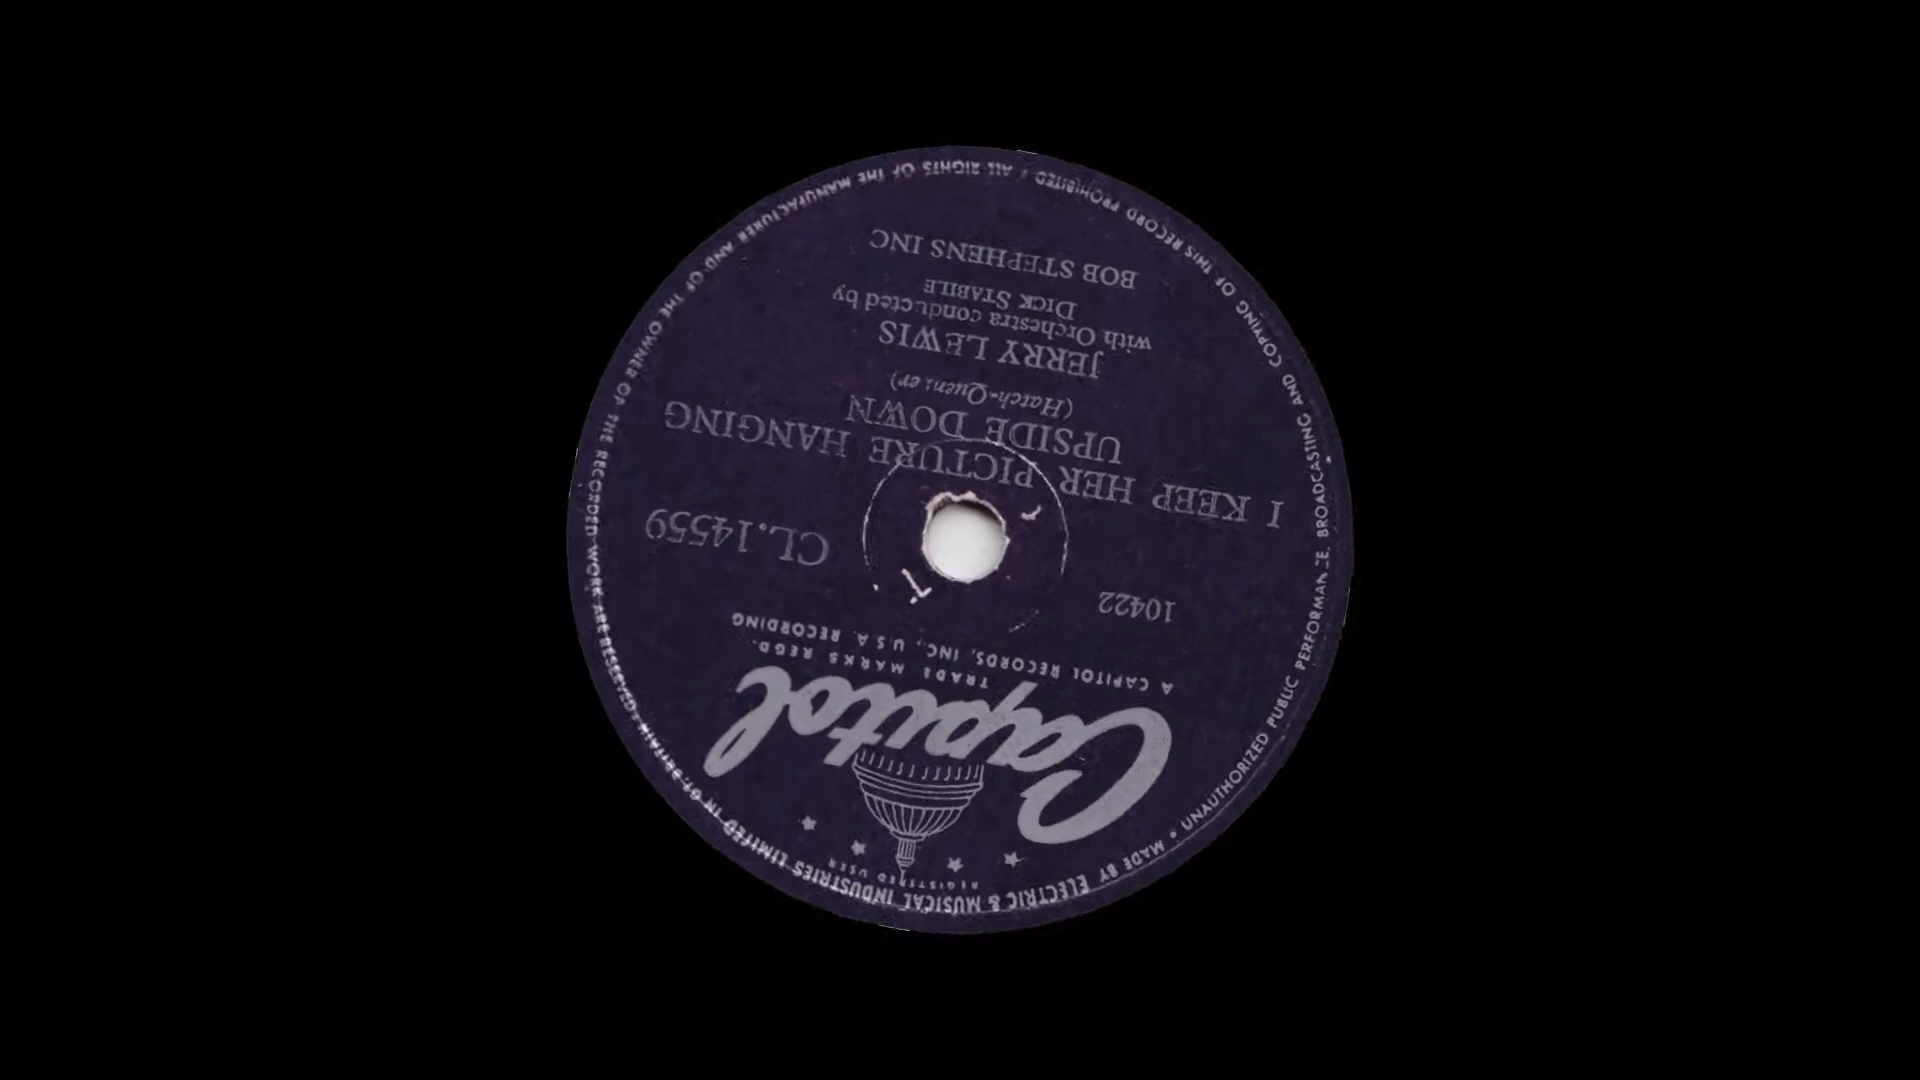 MADE BY ELECTRIC & MUSICAL INDUSTRIES LIMITED IN GT. BRITAIN • ALL RIGHTS OF THE MANUFACTURER AND OF THE OWNER OF THE RECORDED WORK ARE RESERVED • UNAUTHORIZED PUBLIC PERFORMANCE, BROADCASTING AND COPYING OF THIS RECORD PROHIBITED
REGISTERED USER
Capitol
TRADE MARKS REGD.
A CAPITOL RECORDS, INC., U.S.A. RECORDING
10422
CL.14559
I KEEP HER PICTURE HANGING
UPSIDE DOWN
JERRY LEWIS
with Orchestra conducted by
DICK STABILE
BOB STEPHENS INC